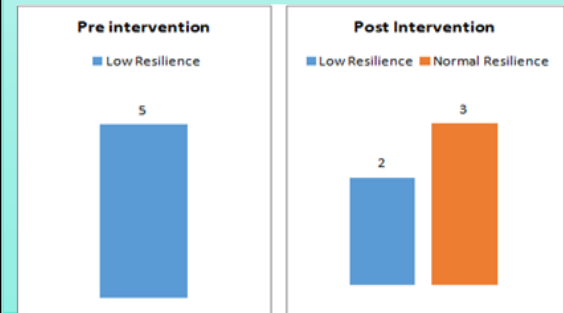 Pre intervention
Low Resilience
5
Post Intervention
Low Resilience Normal Resilience
2
3